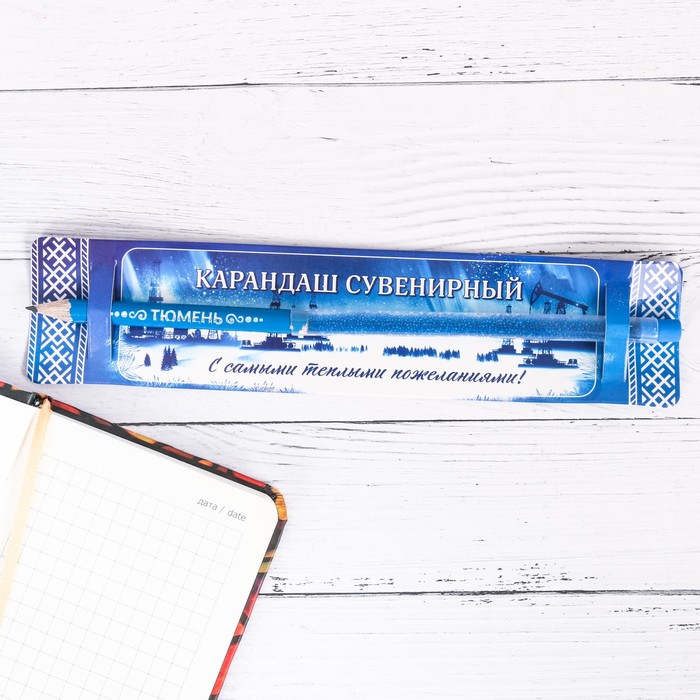 КАРАНДАШ СУВЕНИРНЫЙ
ТЮМЕНЬ
С самыми теплыми пожеланиями!
дата / date